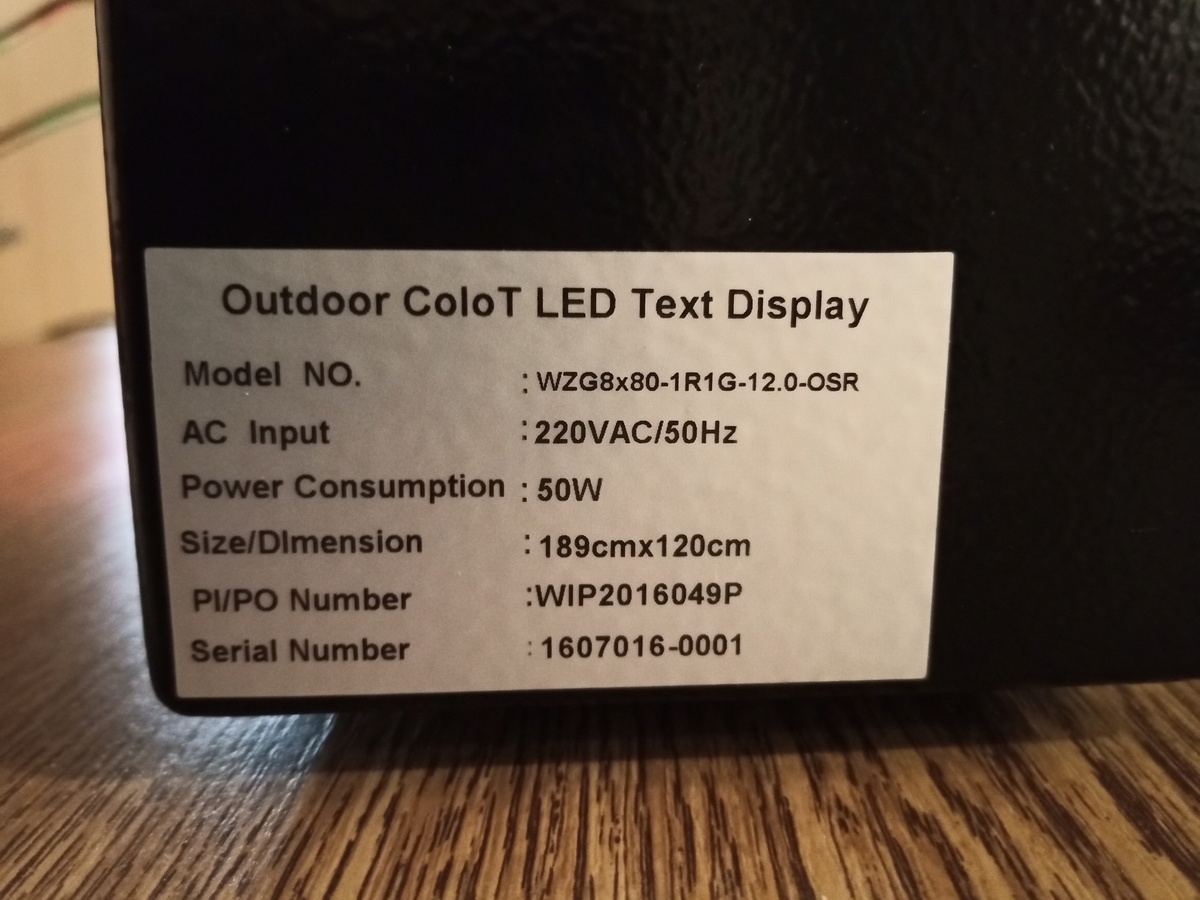 Outdoor ColoT LED Text Display
Model NO. : WZG8x80-1R1G-12.0-OSR
AC Input : 220VAC/50Hz
Power Consumption : 50W
Size/DImension : 189cmx120cm
PI/PO Number :WIP2016049P
Serial Number : 1607016-0001